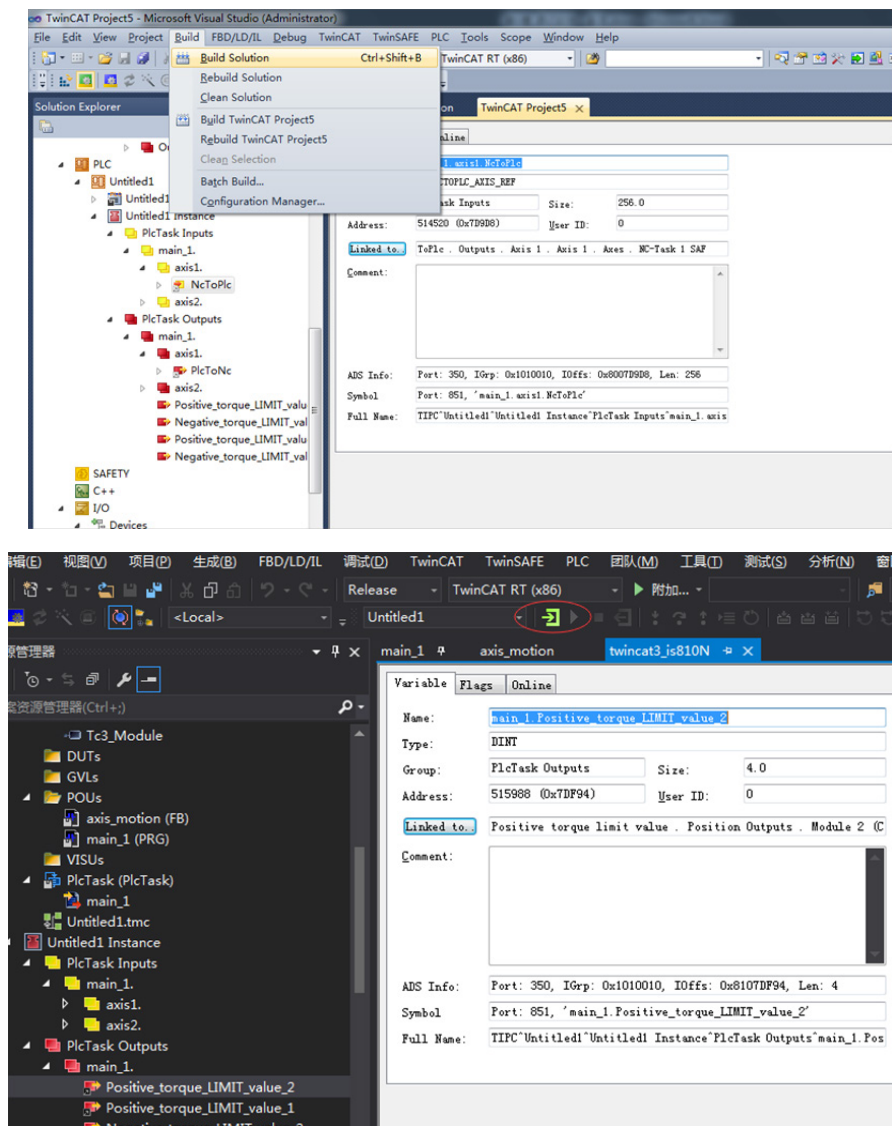 TwinCAT Project5 - Microsoft Visual Studio (Administrator)
File Edit View Project Build FBD/LD/IL Debug TwinCAT TwinSAFE PLC Tools Scope Window Help
Build Solution Ctrl+Shift+B
TwinCAT RT (x86)
Rebuild Solution
Clean Solution
Build TwinCAT Project5
Rebuild TwinCAT Project5
Clean Selection
Batch Build...
Configuration Manager...
Solution Explorer
TwinCAT Project5
PLC
Untitled1
Untitled1
Untitled1 Instance
PlcTask Inputs
main_1.
axis1.
NcToPlc
axis2.
PlcTask Outputs
main_1.
axis1.
PlcToNc
axis2.
Positive_torque_LIMIT_valu
Negative_torque_LIMIT_val
Positive_torque_LIMIT_valu
Negative_torque_LIMIT_val
SAFETY
C++
I/O
Devices
1.axis1.NcToPlc
TOPLC_AXIS_REF
Inputs Size: 256.0
Address: 514520 (0x7D9D8) User ID: 0
Linked to.. ToPlc . Outputs . Axis 1 . Axis 1 . Axes . NC-Task 1 SAF
Comment:
ADS Info: Port: 350, IGrp: 0x1010010, IOffs: 0x8007D9D8, Len: 256
Symbol Port: 851, 'main_1.axis1.NcToPlc'
Full Name: TIPC^Untitled1^Untitled1 Instance^PlcTask Inputs^main_1.axis
编辑(E) 视图(V) 项目(P) 生成(B) FBD/LD/IL 调试(D) TwinCAT TwinSAFE PLC 团队(M) 工具(T) 测试(S) 分析(N)
Release TwinCAT RT (x86) 附加...
<Local> Untitled1
源管理器
main_1 axis_motion twincat3_is810N
资源管理器(Ctrl+;)
Tc3_Module
DUTs
GVLs
POUs
axis_motion (FB)
main_1 (PRG)
VISUs
PlcTask (PlcTask)
main_1
Untitled1.tmc
Untitled1 Instance
PlcTask Inputs
main_1.
axis1.
axis2.
PlcTask Outputs
main_1.
Positive_torque_LIMIT_value_2
Positive_torque_LIMIT_value_1
Variable Flags Online
Name: main_1.Positive_torque_LIMIT_value_2
Type: DINT
Group: PlcTask Outputs Size: 4.0
Address: 515988 (0x7DF94) User ID: 0
Linked to.. Positive torque limit value . Position Outputs . Module 2 (C
Comment:
ADS Info: Port: 350, IGrp: 0x1010010, IOffs: 0x8107DF94, Len: 4
Symbol Port: 851, 'main_1.Positive_torque_LIMIT_value_2'
Full Name: TIPC^Untitled1^Untitled1 Instance^PlcTask Outputs^main_1.Pos